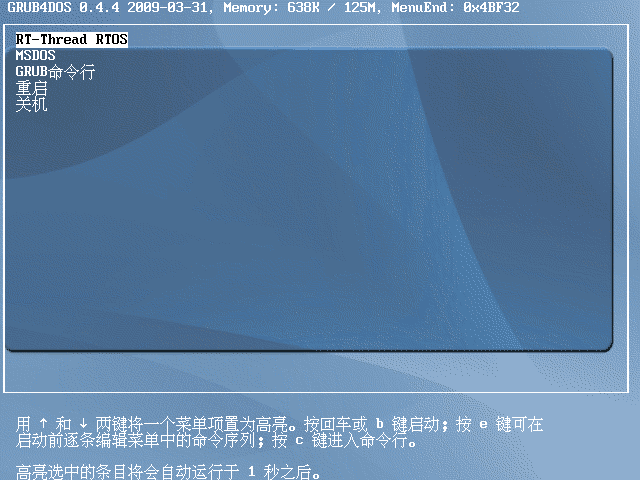 GRUB4DOS 0.4.4 2009-03-31, Memory: 638K / 125M, MenuEnd: 0x4BF32
RT-Thread RTOS
MSDOS
GRUB命令行
重启
关机
用 ↑ 和 ↓ 两键将一个菜单项置为高亮。按回车或 b 键启动；按 e 键可在
启动前逐条编辑菜单中的命令序列；按 c 键进入命令行。
高亮选中的条目将会自动运行于 1 秒之后。